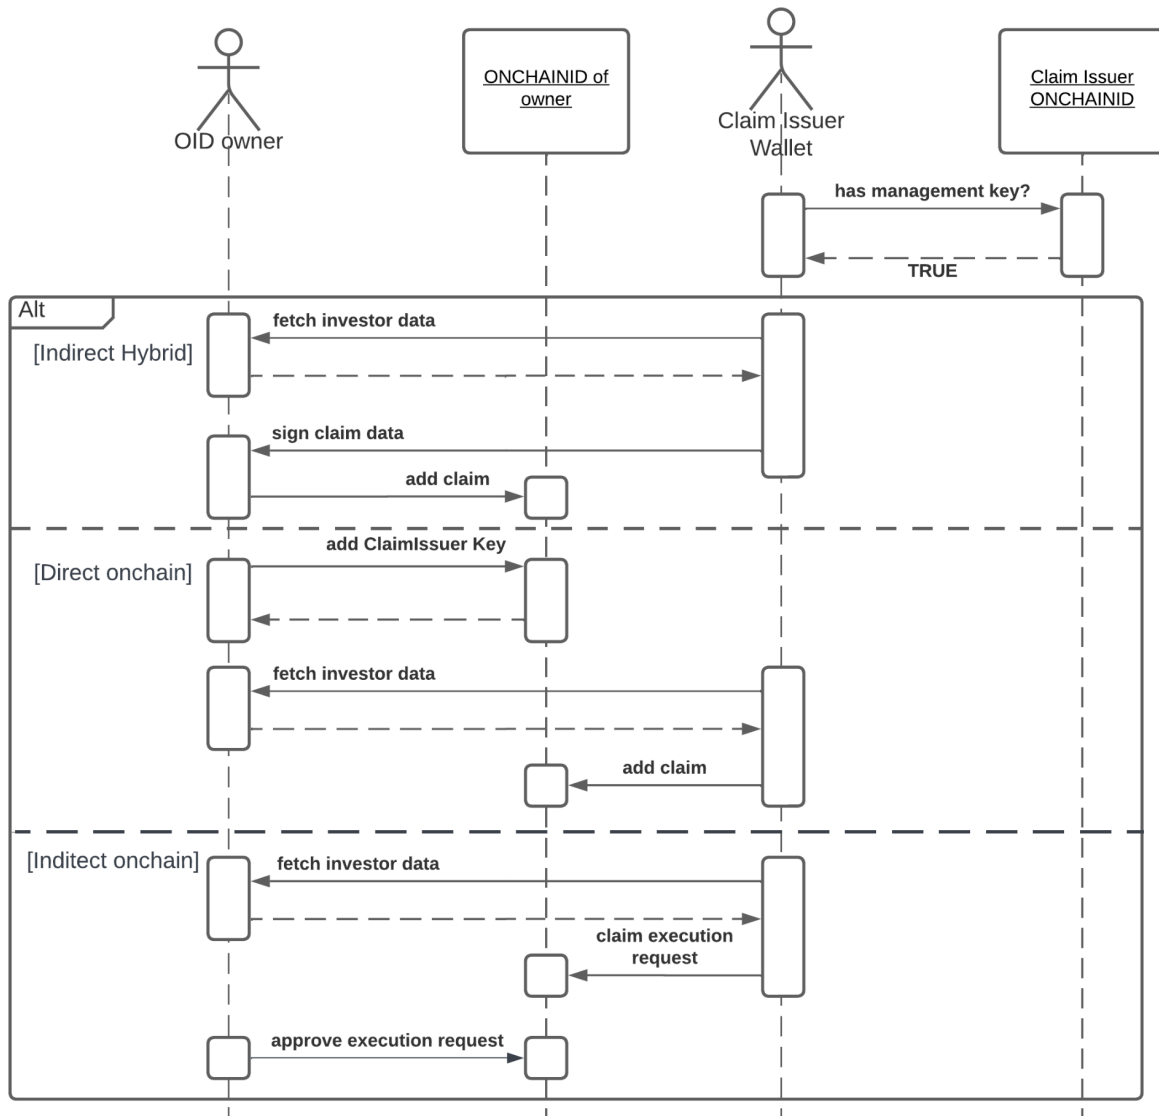 OID owner
ONCHAINID of
owner
Claim Issuer
Wallet
Claim Issuer
ONCHAINID
has management key?
TRUE
Alt
[Indirect Hybrid]
fetch investor data
sign claim data
add claim
[Direct onchain]
add ClaimIssuer Key
fetch investor data
add claim
[Inditect onchain]
fetch investor data
claim execution
request
approve execution request